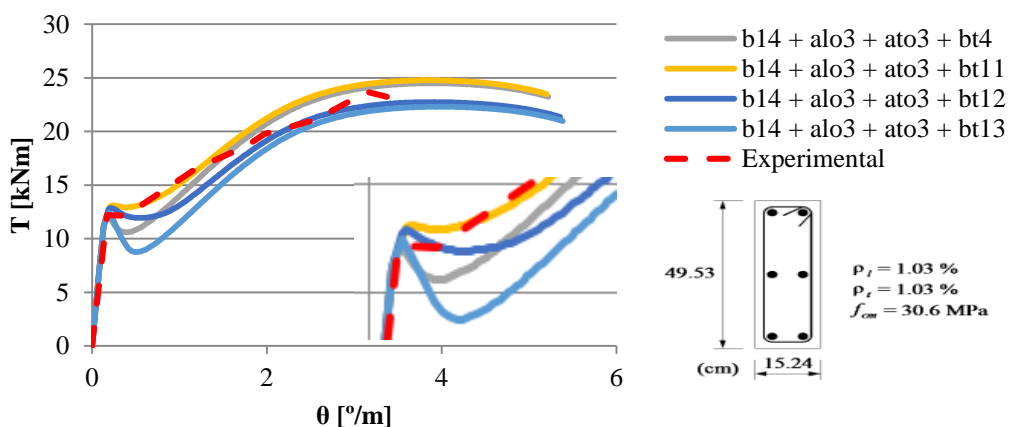 30
25
20
15
10
5
0
T [kNm]
0
2
4
6
θ [º/m]
b14 + alo3 + ato3 + bt4
b14 + alo3 + ato3 + bt11
b14 + alo3 + ato3 + bt12
b14 + alo3 + ato3 + bt13
Experimental
49.53
ρl = 1.03 %
ρt = 1.03 %
fcm = 30.6 MPa
(cm)
15.24